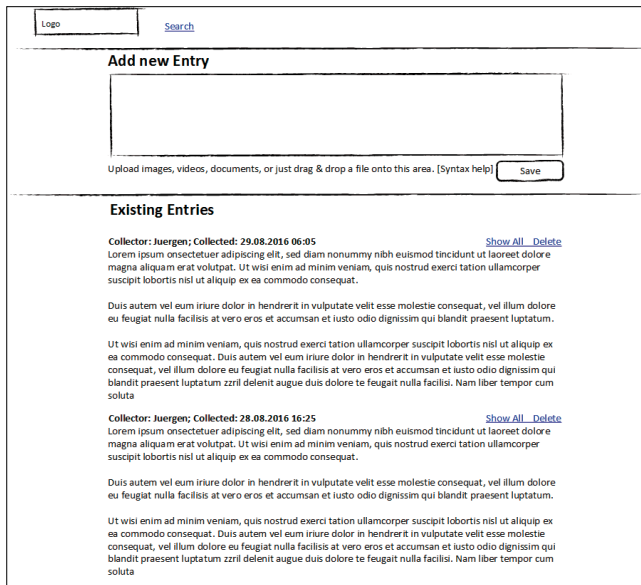 Logo
Search
Add new Entry
Upload images, videos, documents, or just drag & drop a file onto this area. [Syntax help]
Save
Existing Entries
Collector: Juergen; Collected: 29.08.2016 06:05 Show All Delete
Lorem ipsum onsectetuer adipiscing elit, sed diam nonummy nibh euismod tincidunt ut laoreet dolore
magna aliquam erat volutpat. Ut wisi enim ad minim veniam, quis nostrud exerci tation ullamcorper
suscipit lobortis nisl ut aliquip ex ea commodo consequat.
Duis autem vel eum iriure dolor in hendrerit in vulputate velit esse molestie consequat, vel illum dolore
eu feugiat nulla facilisis at vero eros et accumsan et iusto odio dignissim qui blandit praesent luptatum.
Ut wisi enim ad minim veniam, quis nostrud exerci tation ullamcorper suscipit lobortis nisl ut aliquip ex
ea commodo consequat. Duis autem vel eum iriure dolor in hendrerit in vulputate velit esse molestie
consequat, vel illum dolore eu feugiat nulla facilisis at vero eros et accumsan et iusto odio dignissim qui
blandit praesent luptatum zzril delenit augue duis dolore te feugait nulla facilisi. Nam liber tempor cum
soluta
Collector: Juergen; Collected: 28.08.2016 16:25 Show All Delete
Lorem ipsum onsectetuer adipiscing elit, sed diam nonummy nibh euismod tincidunt ut laoreet dolore
magna aliquam erat volutpat. Ut wisi enim ad minim veniam, quis nostrud exerci tation ullamcorper
suscipit lobortis nisl ut aliquip ex ea commodo consequat.
Duis autem vel eum iriure dolor in hendrerit in vulputate velit esse molestie consequat, vel illum dolore
eu feugiat nulla facilisis at vero eros et accumsan et iusto odio dignissim qui blandit praesent luptatum.
Ut wisi enim ad minim veniam, quis nostrud exerci tation ullamcorper suscipit lobortis nisl ut aliquip ex
ea commodo consequat. Duis autem vel eum iriure dolor in hendrerit in vulputate velit esse molestie
consequat, vel illum dolore eu feugiat nulla facilisis at vero eros et accumsan et iusto odio dignissim qui
blandit praesent luptatum zzril delenit augue duis dolore te feugait nulla facilisi. Nam liber tempor cum
soluta